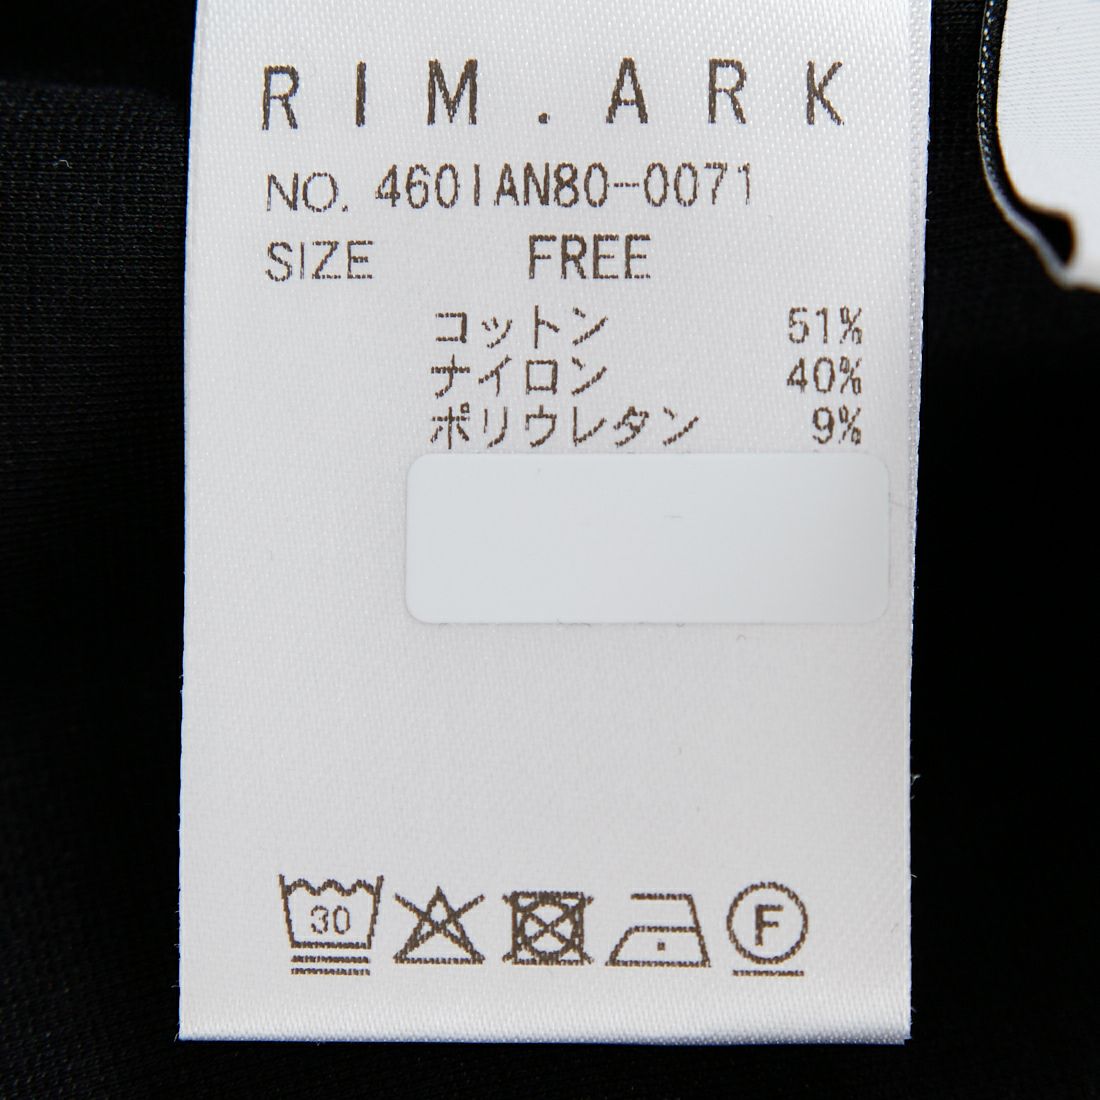 RIM.ARK
NO. 460IAN80-0071
SIZE FREE
コットン 51%
ナイロン 40%
ポリウレタン 9%
30
F